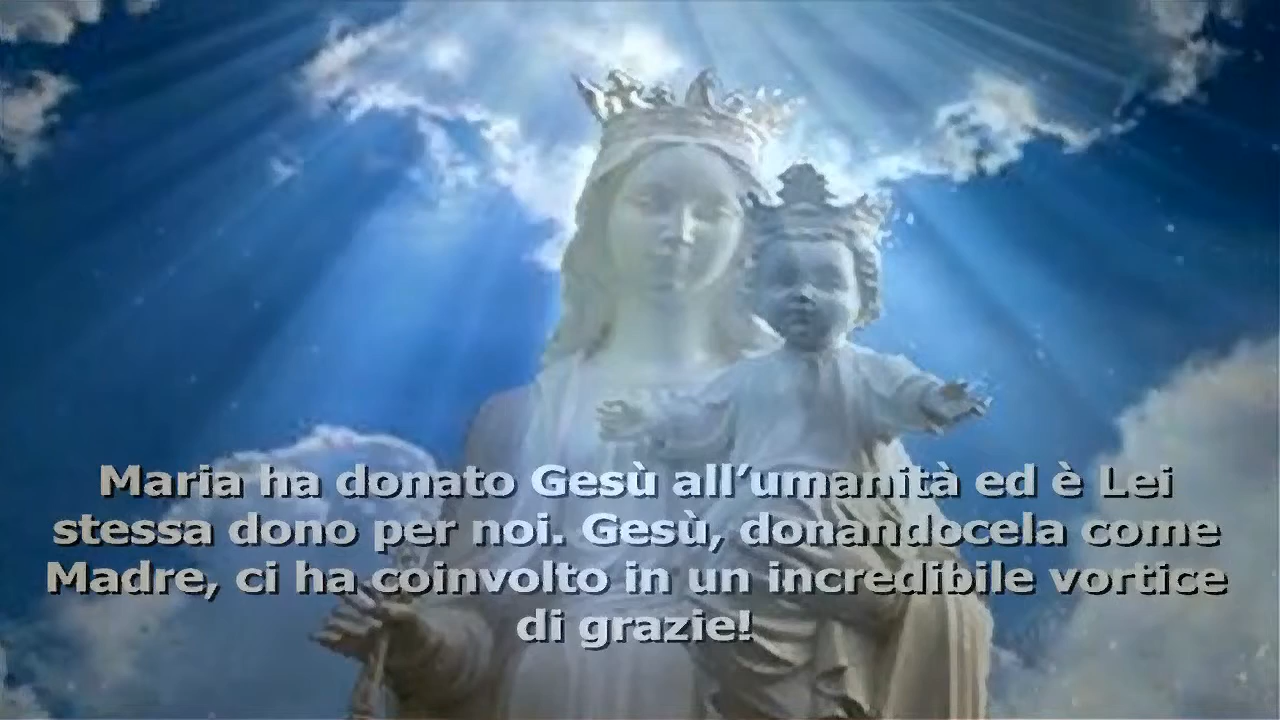 Maria ha donato Gesù all’umanità ed è Lei
stessa dono per noi. Gesù, donandocela come
Madre, ci ha coinvolto in un incredibile vortice
di grazie!